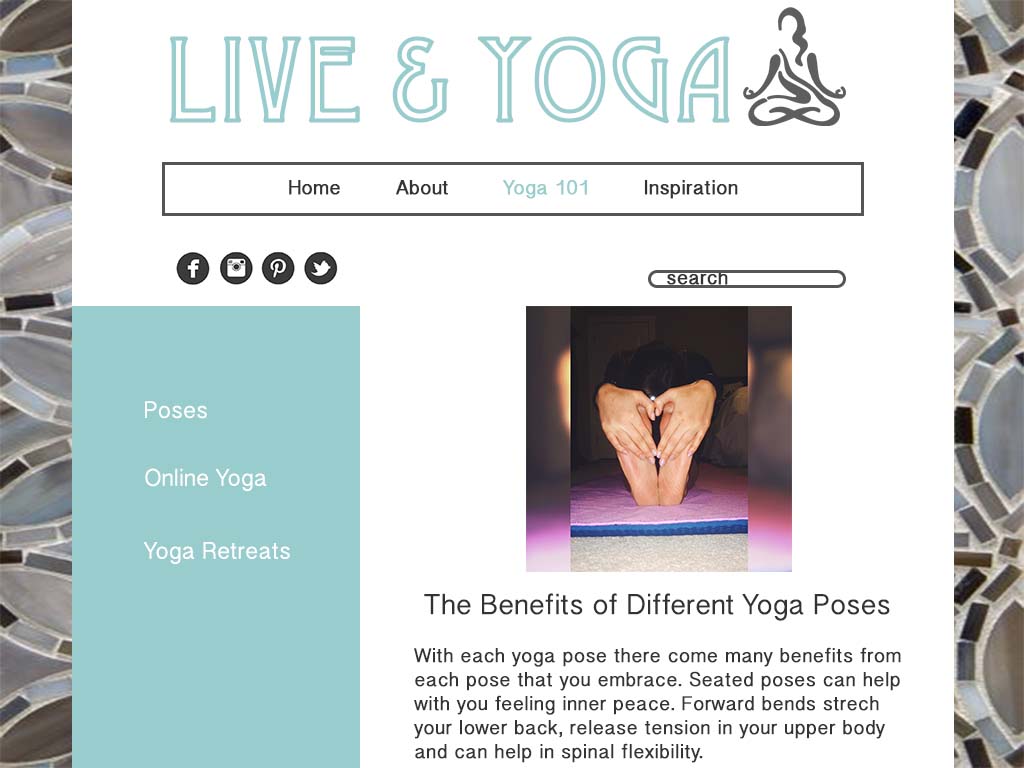 LIVE & YOGA
Home About Yoga 101 Inspiration
search
Poses
Online Yoga
Yoga Retreats
The Benefits of Different Yoga Poses
With each yoga pose there come many benefits from
each pose that you embrace. Seated poses can help
with you feeling inner peace. Forward bends strech
your lower back, release tension in your upper body
and can help in spinal flexibility.